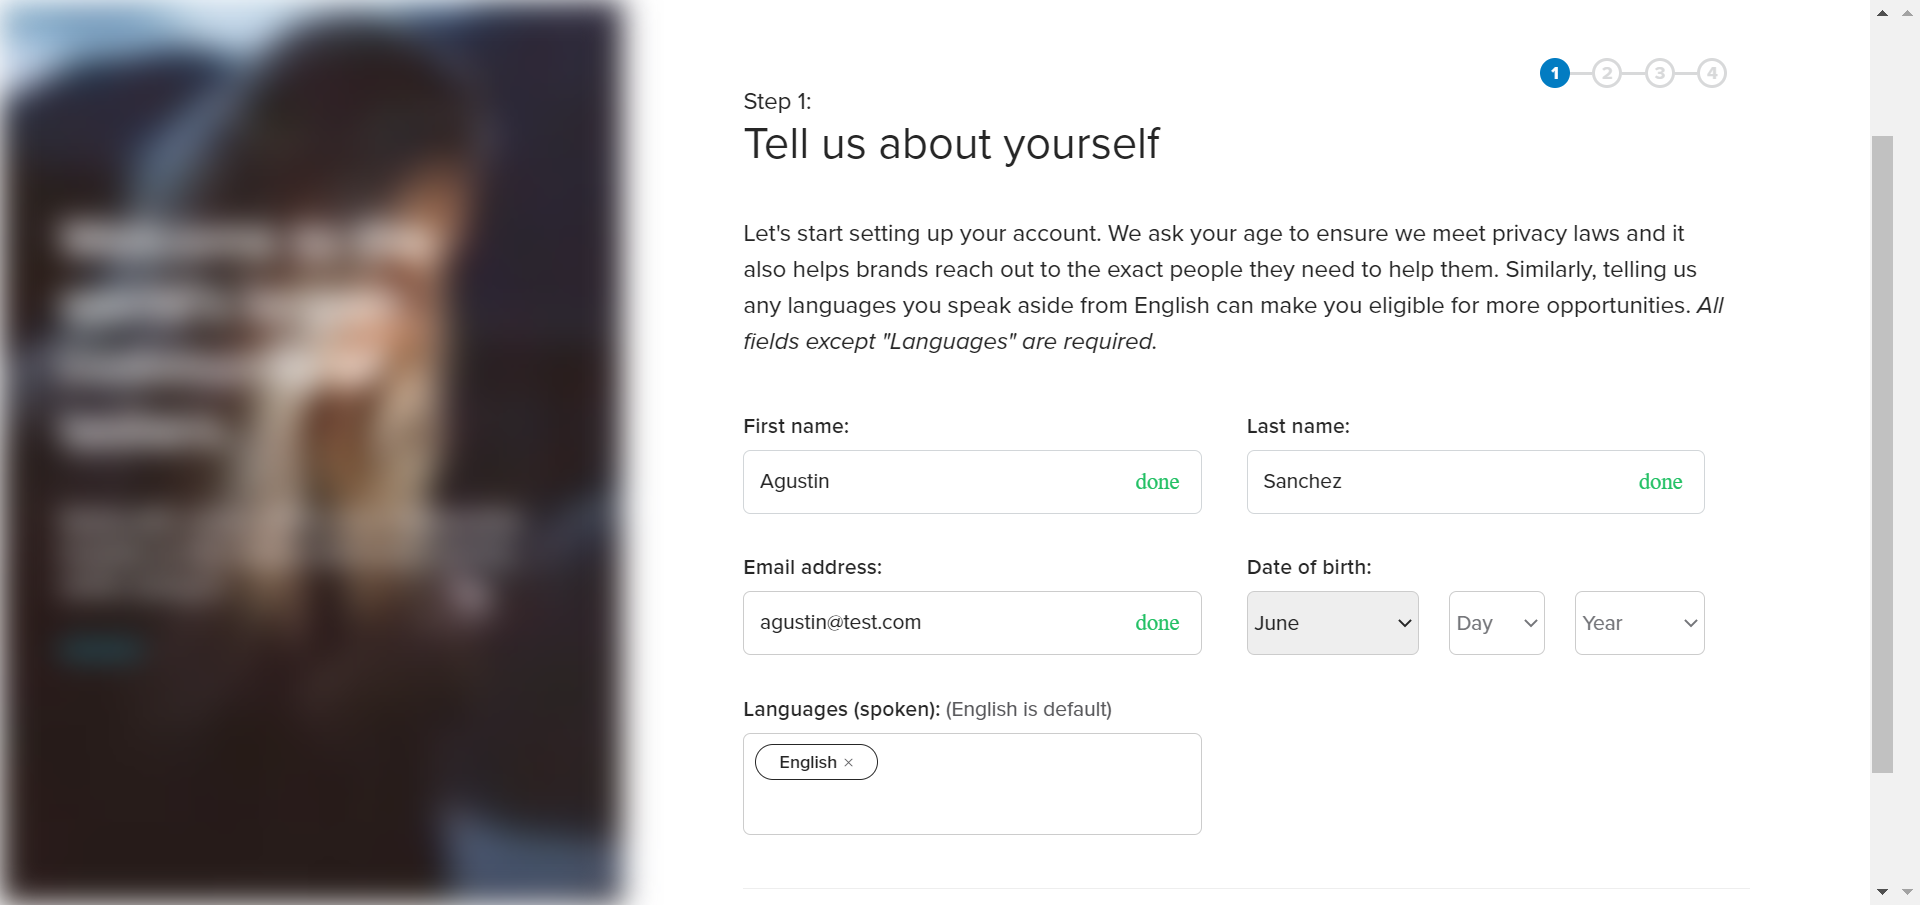 1 2 3 4
Step 1:
Tell us about yourself
Let's start setting up your account. We ask your age to ensure we meet privacy laws and it
also helps brands reach out to the exact people they need to help them. Similarly, telling us
any languages you speak aside from English can make you eligible for more opportunities. All
fields except "Languages" are required.
First name:
Last name:
Agustin done
Sanchez done
Email address:
Date of birth:
agustin@test.com done
June Day Year
Languages (spoken): (English is default)
English ×